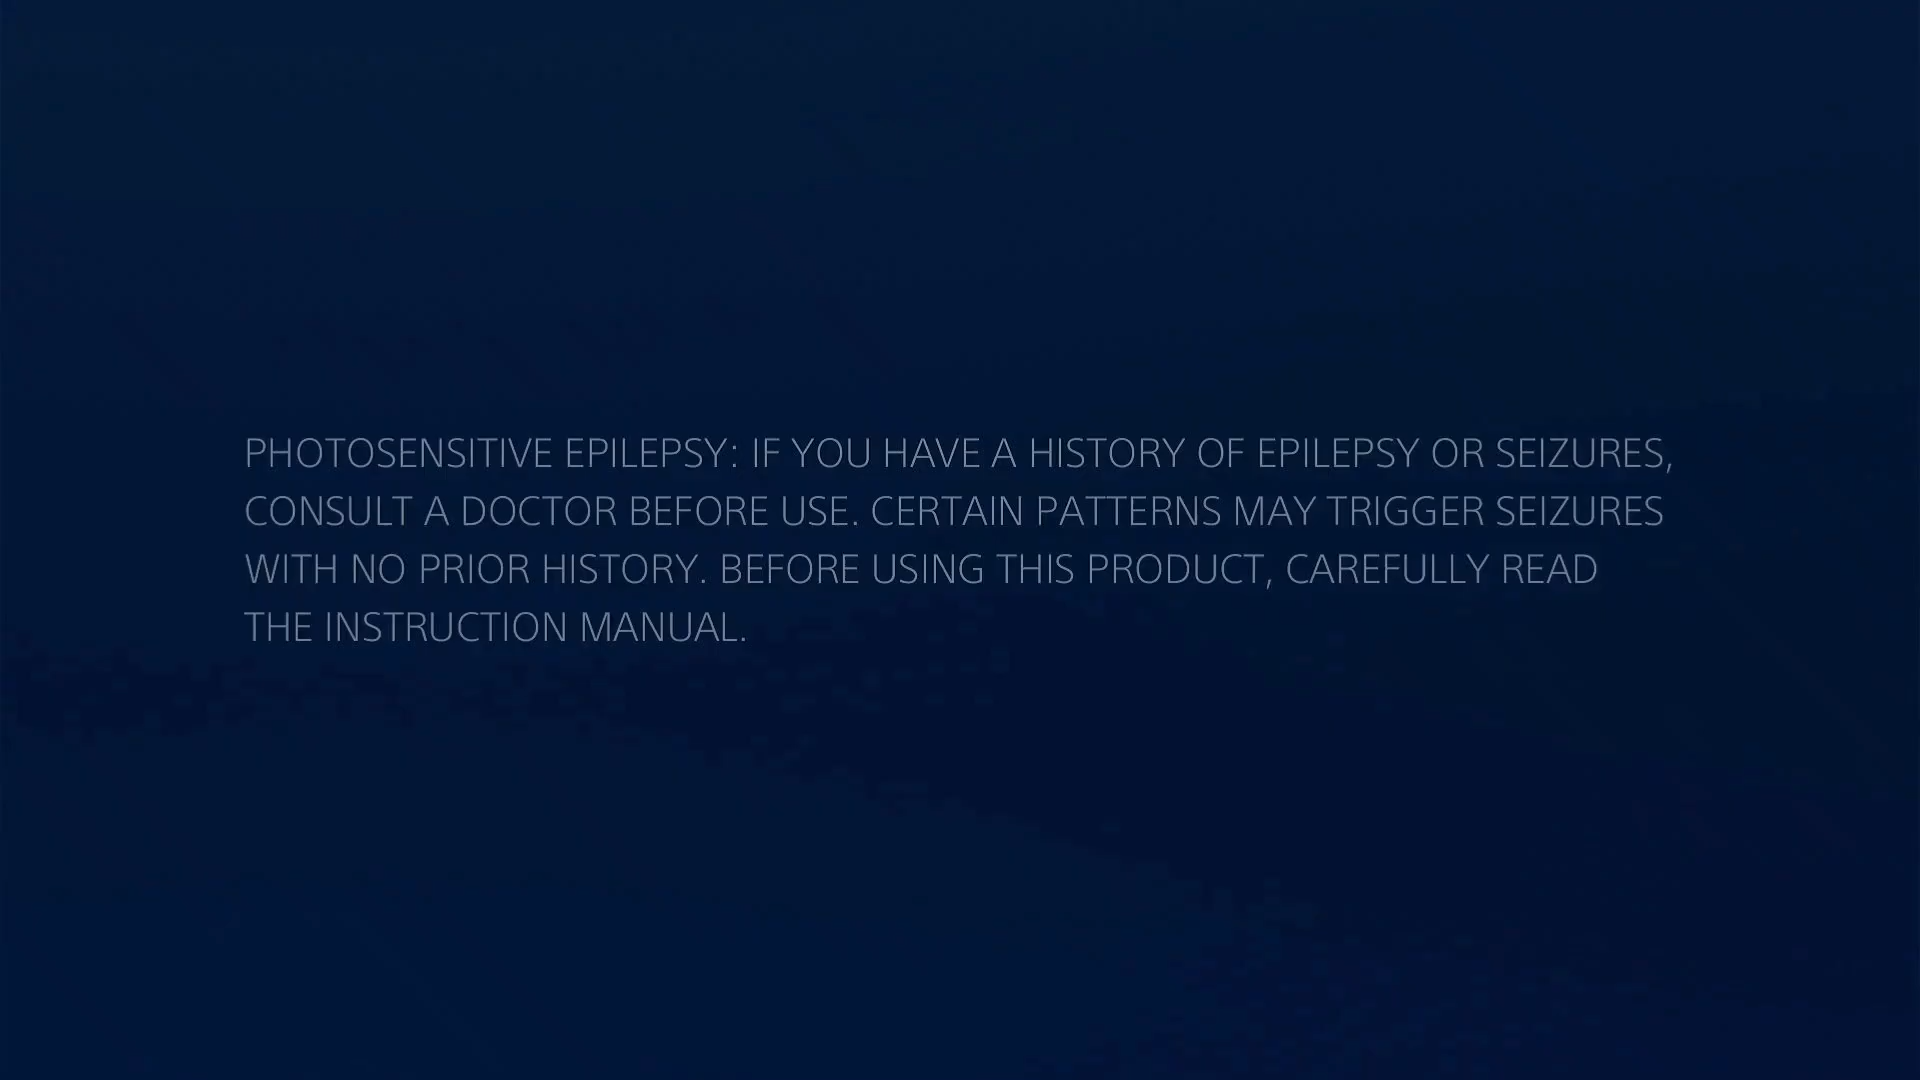 PHOTOSENSITIVE EPILEPSY: IF YOU HAVE A HISTORY OF EPILEPSY OR SEIZURES,
CONSULT A DOCTOR BEFORE USE. CERTAIN PATTERNS MAY TRIGGER SEIZURES
WITH NO PRIOR HISTORY. BEFORE USING THIS PRODUCT, CAREFULLY READ
THE INSTRUCTION MANUAL.